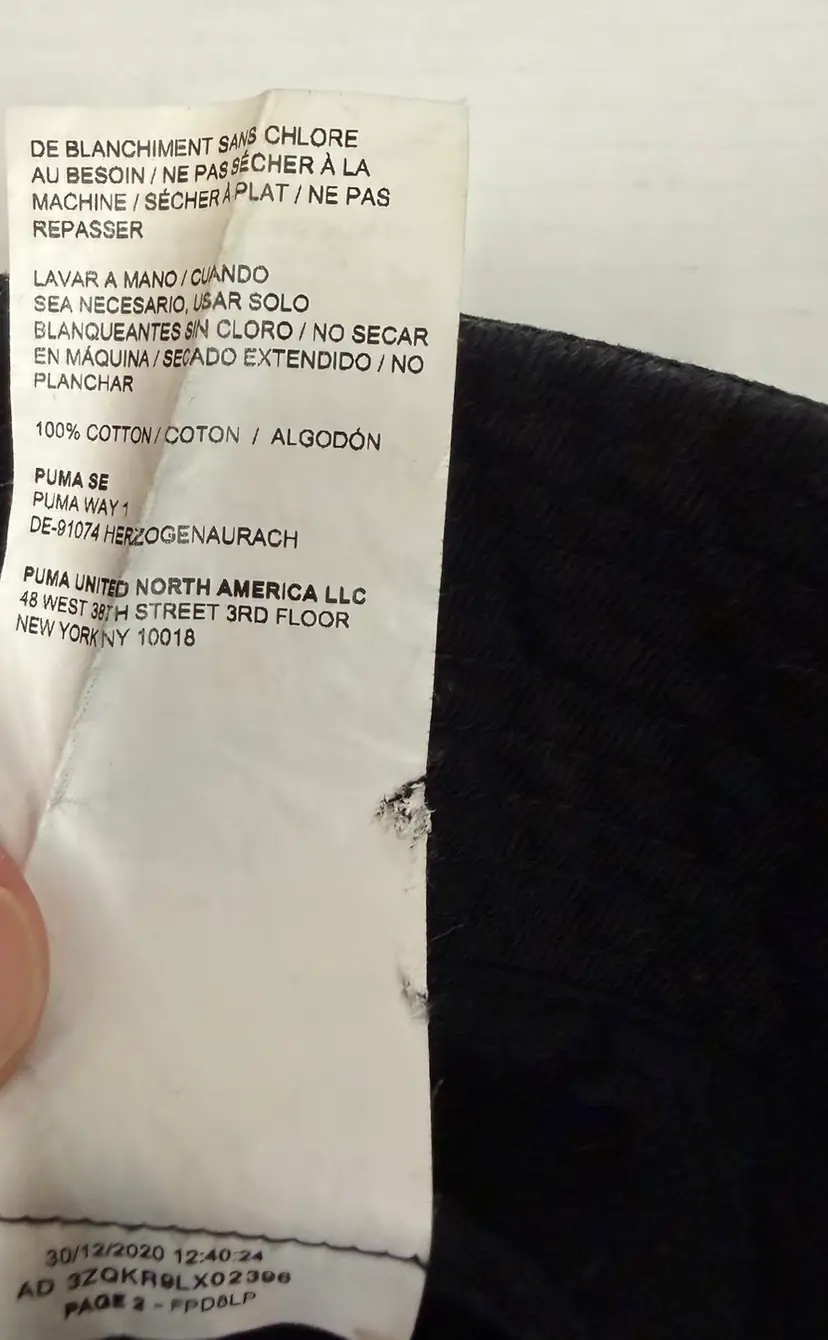 DE BLANCHIMENT SANS CHLORE
AU BESOIN / NE PAS SÉCHER À LA
MACHINE / SÉCHER À PLAT / NE PAS
REPASSER
LAVAR A MANO / CUANDO
SEA NECESARIO, USAR SOLO
BLANQUEANTES SIN CLORO / NO SECAR
EN MÁQUINA / SECADO EXTENDIDO / NO
PLANCHAR
100% COTTON / COTON / ALGODÓN
PUMA SE
PUMA WAY 1
DE-91074 HERZOGENAURACH
PUMA UNITED NORTH AMERICA LLC
48 WEST 38TH STREET 3RD FLOOR
NEW YORK NY 10018
30/12/2020 12:40:24
AD 3ZQKR9LX02396
PAGE 2 - FPD8LP